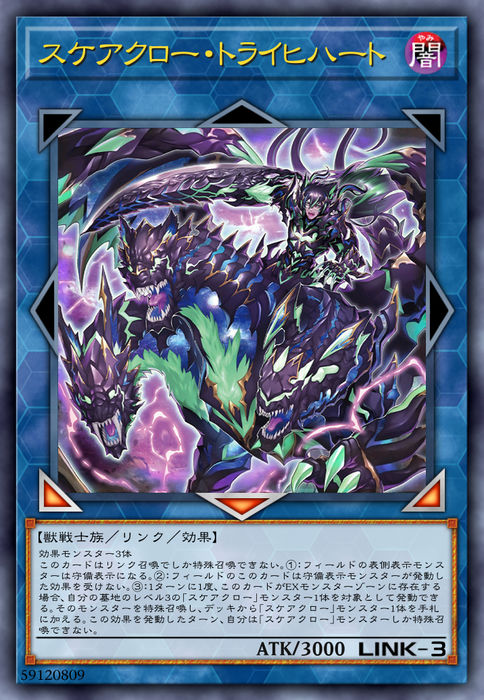 スケアクロー・トライヒハート
やみ
闇
【獣戦士族／リンク／効果】
効果モンスター3体
このカードはリンク召喚でしか特殊召喚できない。①：フィールドの表側表示モンス
ターは守備表示になる。②：フィールドのこのカードは守備表示モンスターが発動し
た効果を受けない。③：1ターンに1度、このカードがEXモンスターゾーンに存在する
場合、自分の墓地のレベル3の「スケアクロー」モンスター1体を対象として発動でき
る。そのモンスターを特殊召喚し、デッキから「スケアクロー」モンスター1体を手札
に加える。この効果を発動したターン、自分は「スケアクロー」モンスターしか特殊召
喚できない。
ATK/3000 LINK-3
59120809